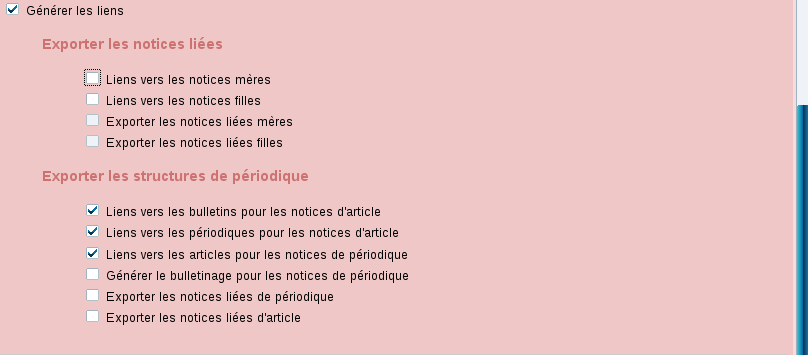 Générer les liens
Exporter les notices liées
Liens vers les notices mères
Liens vers les notices filles
Exporter les notices liées mères
Exporter les notices liées filles
Exporter les structures de périodique
Liens vers les bulletins pour les notices d'article
Liens vers les périodiques pour les notices d'article
Liens vers les articles pour les notices de périodique
Générer le bulletinage pour les notices de périodique
Exporter les notices liées de périodique
Exporter les notices liées d'article